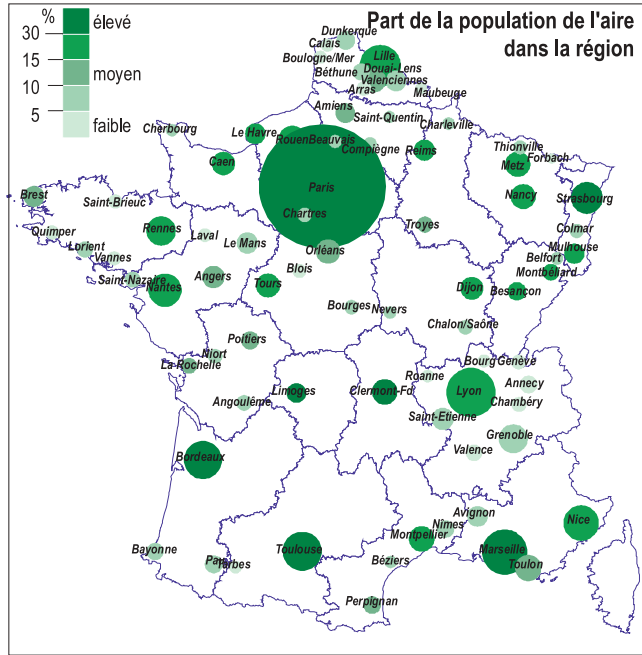 Part de la population de l'aire
dans la région
%
élevé
30
15
moyen
10
5
faible
Dunkerque
Calais
Boulogne/Mer
Lille
Béthune
Douai-Lens
Valenciennes
Arras
Maubeuge
Amiens
Saint-Quentin
Charleville
Cherbourg
Le Havre
Rouen
Beauvais
Compiègne
Reims
Thionville
Forbach
Metz
Caen
Paris
Nancy
Strasbourg
Brest
Saint-Brieuc
Chartres
Troyes
Colmar
Quimper
Rennes
Laval
Le Mans
Orléans
Mulhouse
Lorient
Vannes
Belfort
Blois
Montbéliard
Saint-Nazaire
Angers
Nantes
Tours
Dijon
Besançon
Bourges
Nevers
Chalon/Saône
Poitiers
Niort
La Rochelle
Bourg
Genève
Roanne
Annecy
Limoges
Clermont-Fd
Lyon
Angoulême
Chambéry
Saint-Etienne
Grenoble
Bordeaux
Valence
Avignon
Nîmes
Nice
Montpellier
Bayonne
Toulouse
Marseille
Pau
Tarbes
Béziers
Toulon
Perpignan